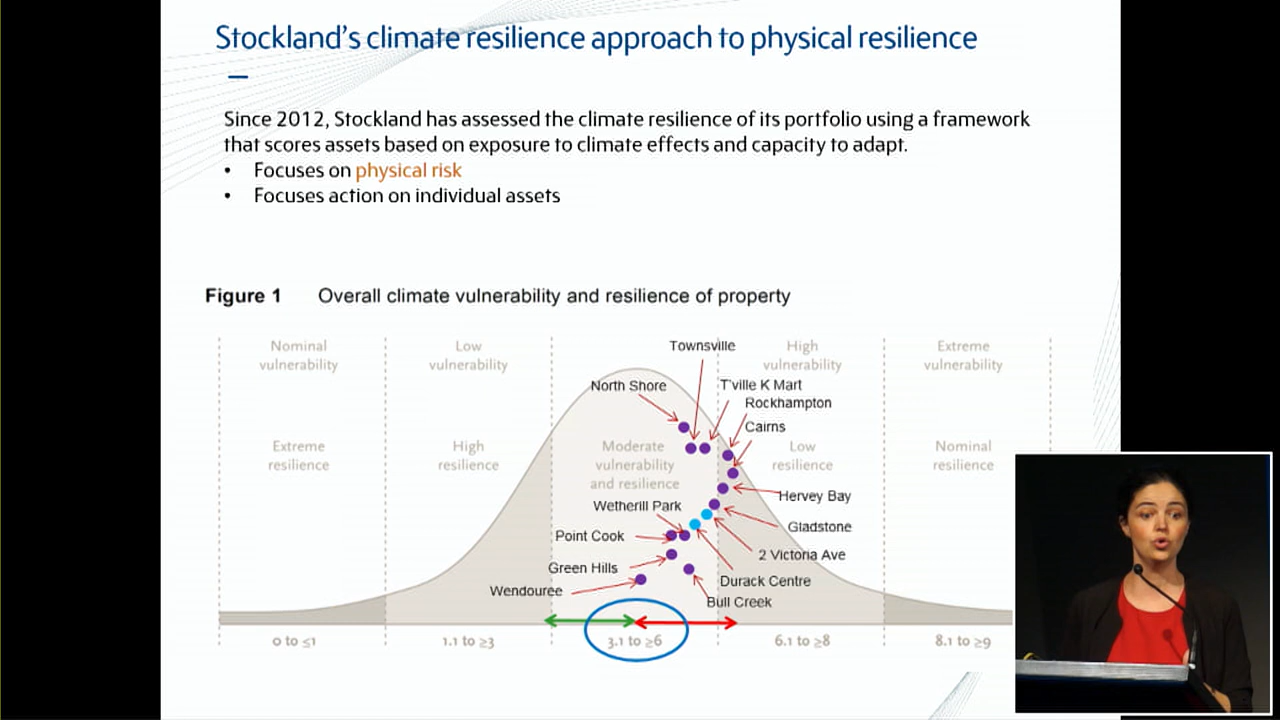 Stockland's climate resilience approach to physical resilience
Since 2012, Stockland has assessed the climate resilience of its portfolio using a framework
that scores assets based on exposure to climate effects and capacity to adapt.
• Focuses on physical risk
• Focuses action on individual assets
Figure 1 Overall climate vulnerability and resilience of property
Nominal
vulnerability
Low
vulnerability
Townsville
High
vulnerability
Extreme
vulnerability
North Shore
T'ville K Mart
Rockhampton
Cairns
Extreme
resilience
High
resilience
Moderate
vulnerability
and resilience
Low
resilience
Nominal
resilience
Hervey Bay
Wetherill Park
Gladstone
Point Cook
2 Victoria Ave
Green Hills
Durack Centre
Wendouree
Bull Creek
0 to ≤1
1.1 to ≥3
3.1 to ≥6
6.1 to ≥8
8.1 to ≥9